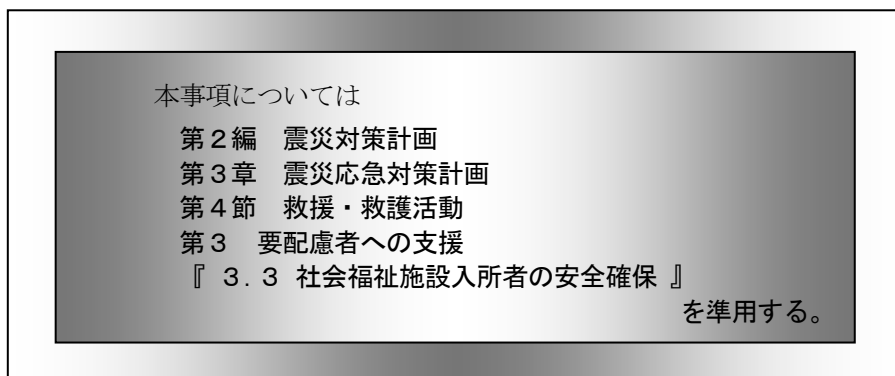 本事項については
第2編　震災対策計画
第3章　震災応急対策計画
第4節　救援・救護活動
第3　要配慮者への支援
『 3.3 社会福祉施設入所者の安全確保 』
を準用する。